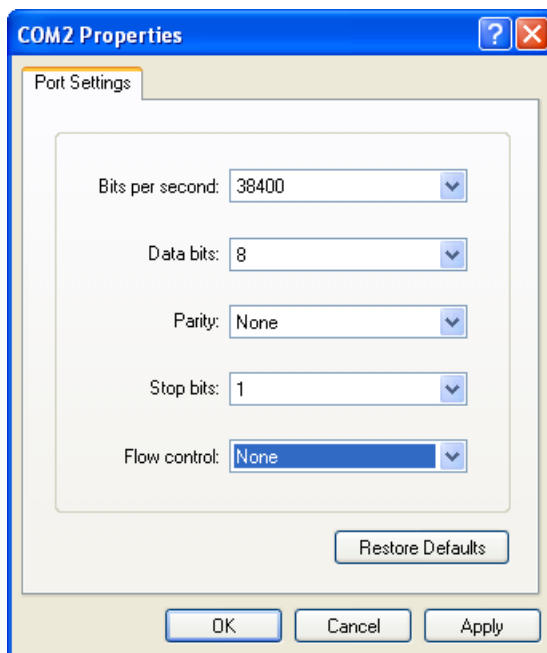 COM2 Properties
Port Settings
Bits per second: 38400
Data bits: 8
Parity: None
Stop bits: 1
Flow control: None
Restore Defaults
OK Cancel Apply